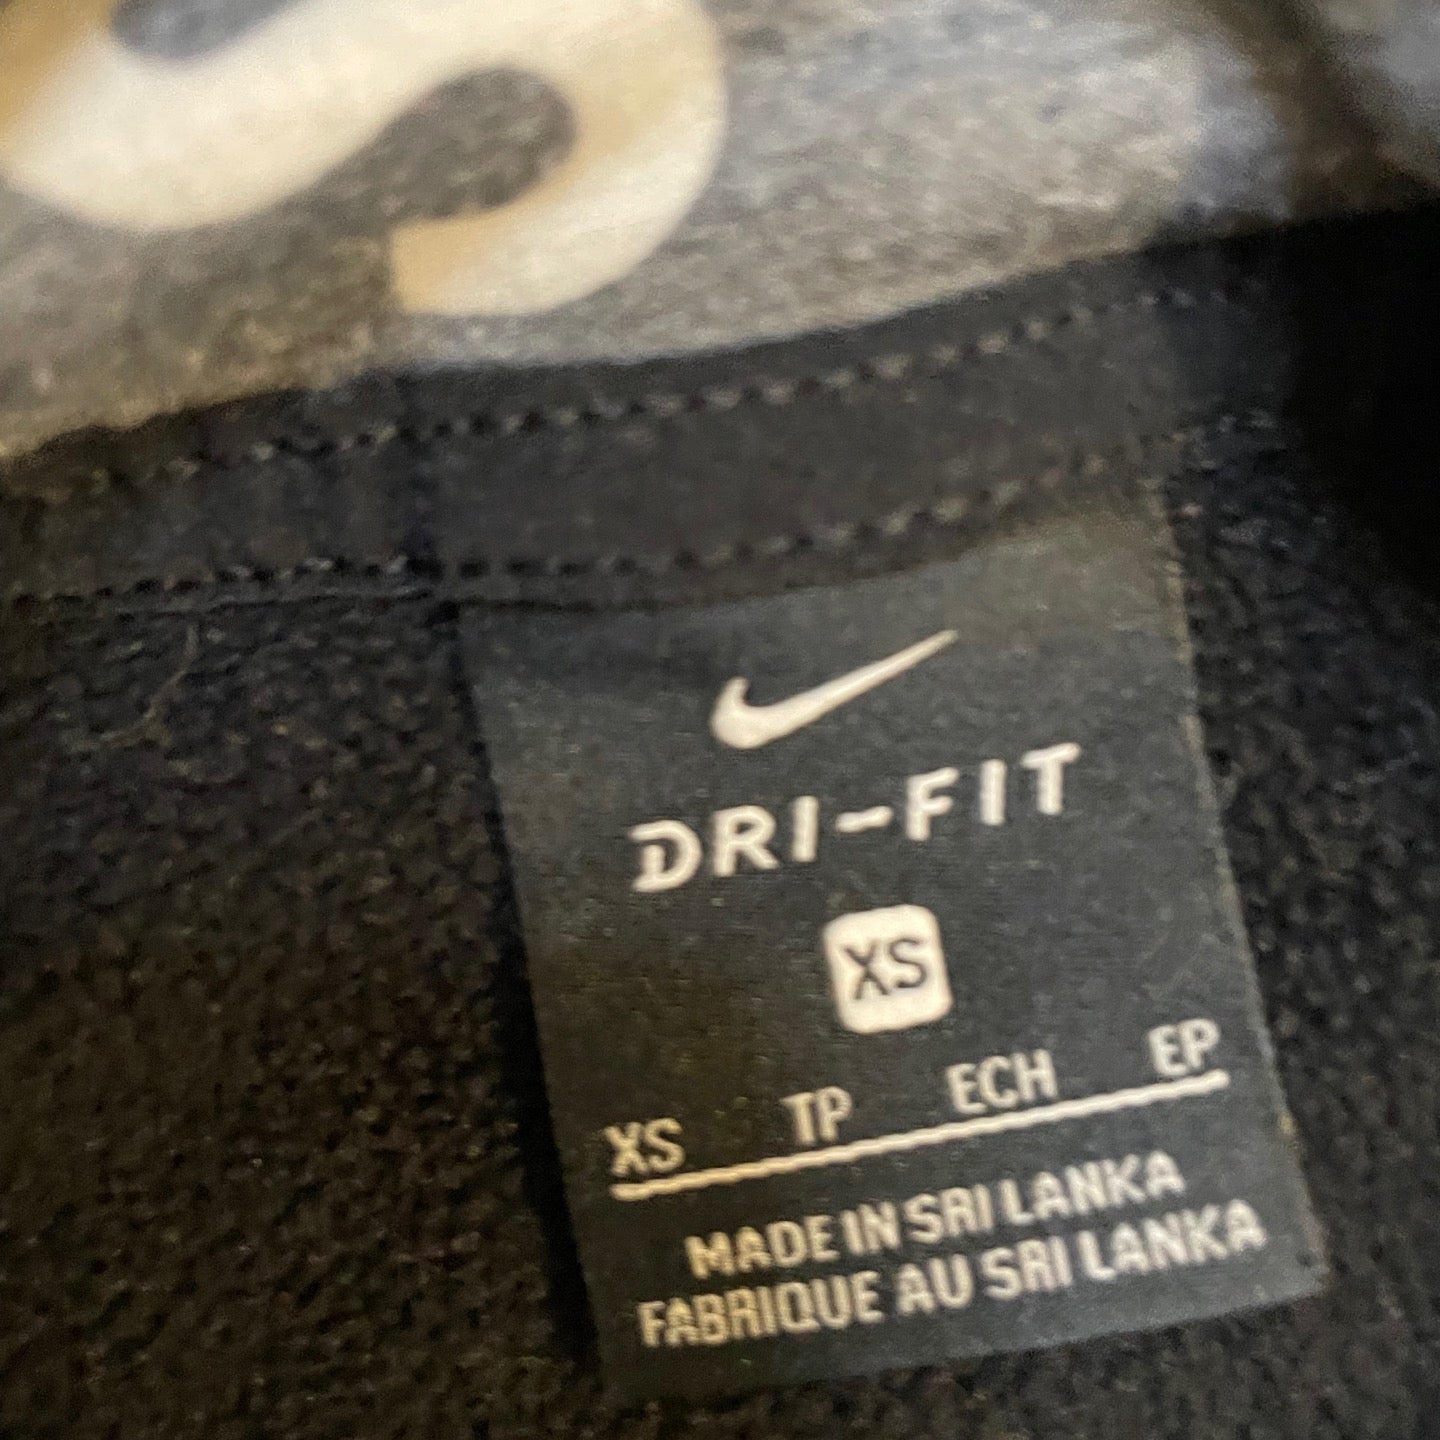 DRI-FIT
XS
XS TP ECH EP
MADE IN SRI LANKA
FABRIQUE AU SRI LANKA